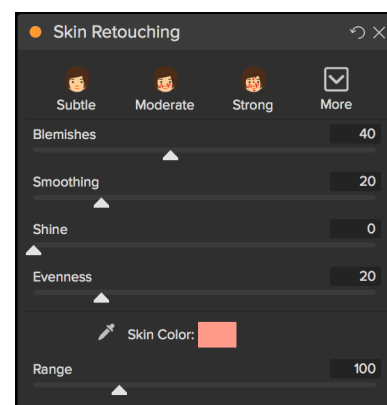 Skin Retouching
Subtle Moderate Strong More
Blemishes 40
Smoothing 20
Shine 0
Evenness 20
Skin Color:
Range 100